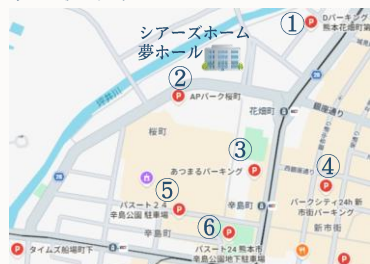 ①
Dパーキング
熊本花畑第
シアーズホーム
夢ホール
②
APパーク桜町
花畑町
銀座通り
坪井川
桜町
③
あつまるパーキング
④
西銀座通り
パークシティ24h 新
市街パーキング
⑤
パスート24
辛島公園 駐車場
辛島町
⑥
辛島町
パスート24 熊本市
辛島公園地下駐車場
新市街
タイムズ船場町下